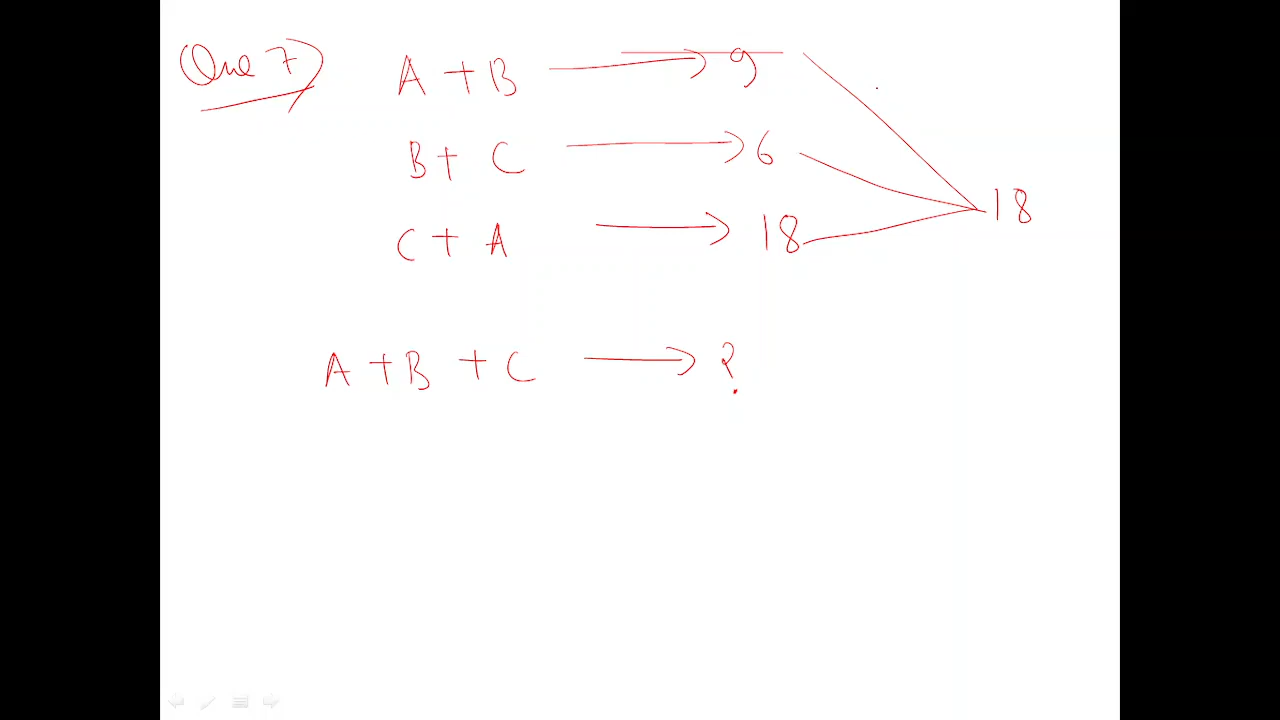 Que 7) A + B → 9
B + C → 6
C + A → 18
18
A + B + C → ?